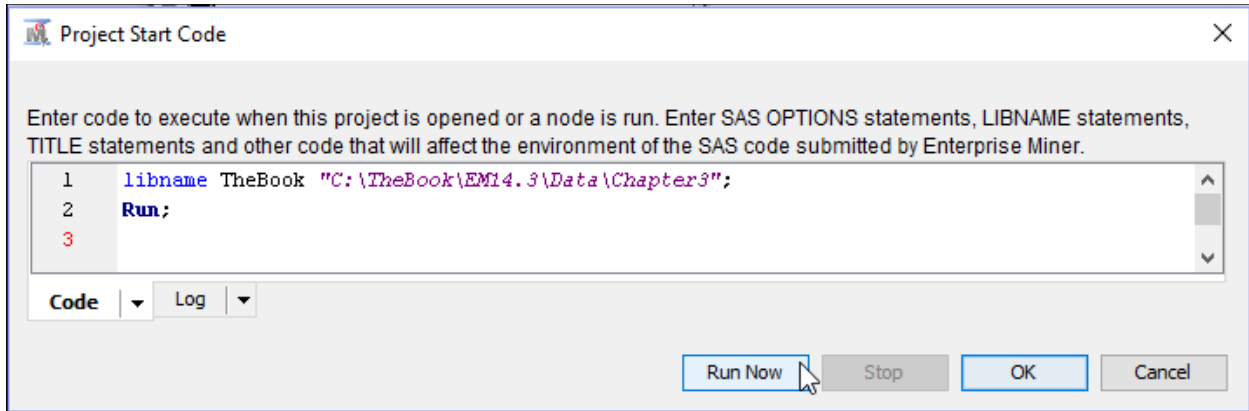 Project Start Code
Enter code to execute when this project is opened or a node is run. Enter SAS OPTIONS statements, LIBNAME statements,
TITLE statements and other code that will affect the environment of the SAS code submitted by Enterprise Miner.
1 libname TheBook "C:\TheBook\EM14.3\Data\Chapter3";
2 Run;
3
Code Log
Run Now Stop OK Cancel